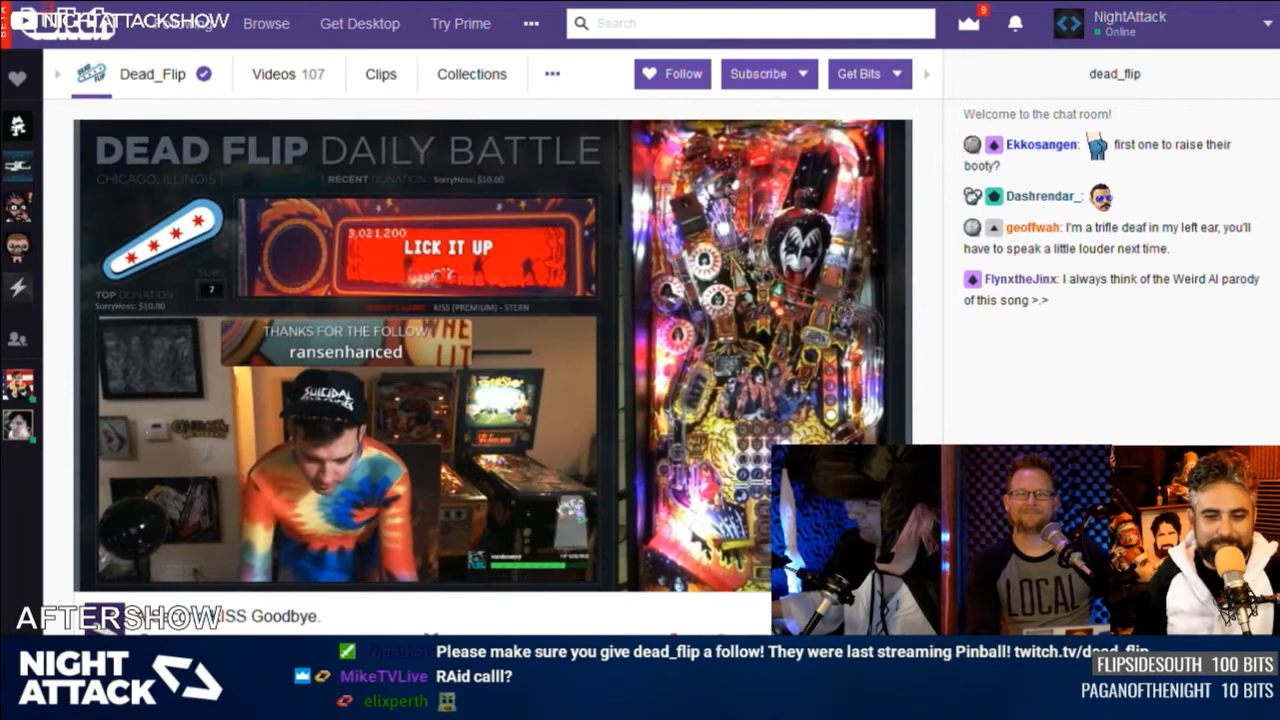 NIGHTATTACKSHOW
Browse
Get Desktop
Try Prime
Search
9
NightAttack
Online
BETA
DEAD FLIP
Dead_Flip
Videos 107
Clips
Collections
Follow
Subscribe
Get Bits
dead_flip
Welcome to the chat room!
Ekkosangen: first one to raise their
booty?
Dashrendar_:
geoffwah: I'm a trifle deaf in my left ear, you'll
have to speak a little louder next time.
FlynxtheJinx: I always think of the Weird Al parody
of this song >.>
DEAD FLIP DAILY BATTLE
CHICAGO, ILLINOIS |
RECENT DONATION SorryHoss: $10.00
3,021,200
LICK IT UP
SUBS
7
TOP DONATION
SorryHoss: $10.00
KISS (PREMIUM) - STERN
THANKS FOR THE FOLLOW
ransenhanced
SUICIDAL
LOCAL
AFTERSHOW
KISS Goodbye.
NIGHT
ATTACK
Nightbot: Please make sure you give dead_flip a follow! They were last streaming Pinball! twitch.tv/dead_flip
MikeTVLive RAid calll?
elixperth
FLIPSIDESOUTH 100 BITS
PAGANOFTHENIGHT 10 BITS